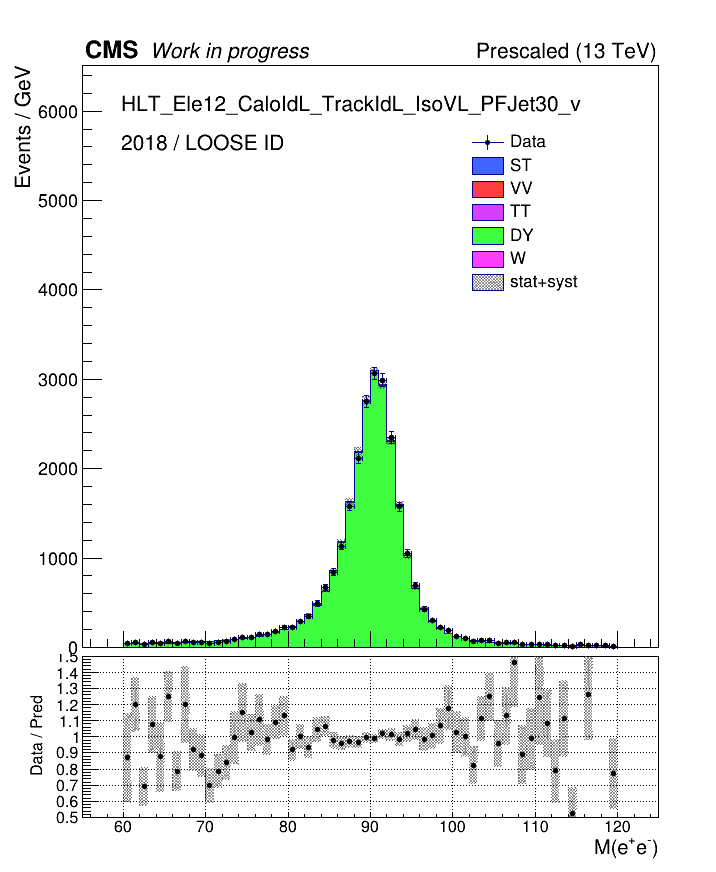 CMS Work in progress Prescaled (13 TeV)
Events / GeV
HLT_Ele12_CaloIdL_TrackIdL_IsoVL_PFJet30_v
2018 / LOOSE ID
Data
ST
VV
TT
DY
W
stat+syst
6000
5000
4000
3000
2000
1000
0
Data / Pred
1.5
1.4
1.3
1.2
1.1
1
0.9
0.8
0.7
0.6
0.5
60 70 80 90 100 110 120
M(e⁺e⁻)